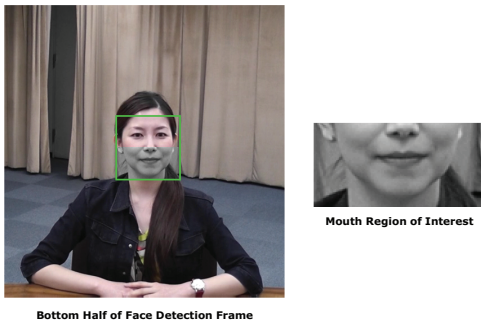 Mouth Region of Interest
Bottom Half of Face Detection Frame